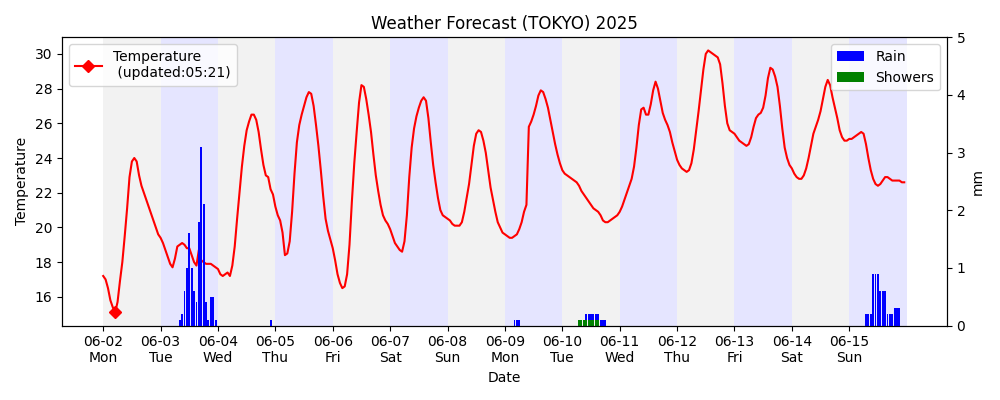 Weather Forecast (TOKYO) 2025
Temperature
(updated:05:21)
Rain
Showers
30
28
26
24
22
20
18
16
Temperature
5
4
3
2
1
0
mm
06-02 06-03 06-04 06-05 06-06 06-07 06-08 06-09 06-10 06-11 06-12 06-13 06-14 06-15
Mon Tue Wed Thu Fri Sat Sun Mon Tue Wed Thu Fri Sat Sun
Date